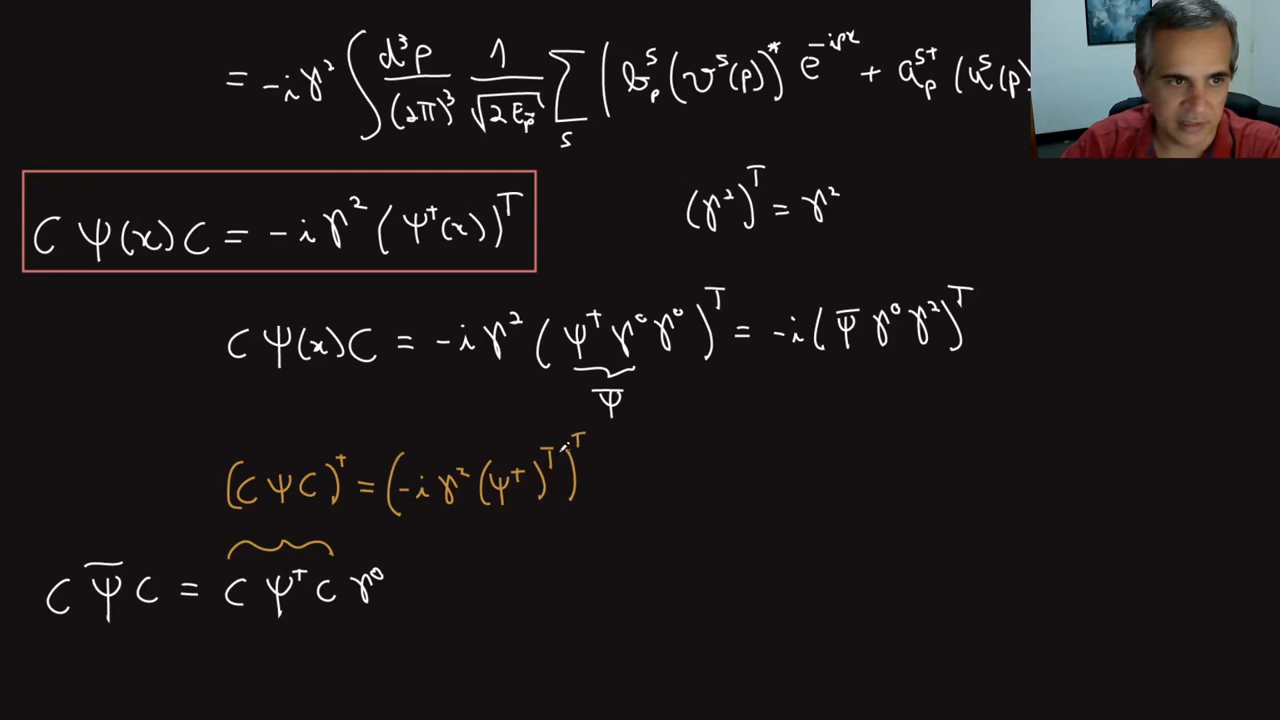 = -iγ² ∫ d³p/(2π)³ 1/√2E_p⃗ Σ_s ( b_p^s (v^s(p))* e^{-ipx} + a_p^{s†} (u^s(p)
C Ψ(x) C = -iγ² (Ψ†(x))ᵀ
(γ²)ᵀ = γ²
C Ψ(x) C = -iγ² (Ψ† γ⁰ γ⁰)ᵀ = -i (Ψ̄ γ⁰ γ²)ᵀ
Ψ̄
(C Ψ C)† = (-iγ² (Ψ†)ᵀ)ᵀ
C Ψ̄ C = C Ψ† C γ⁰